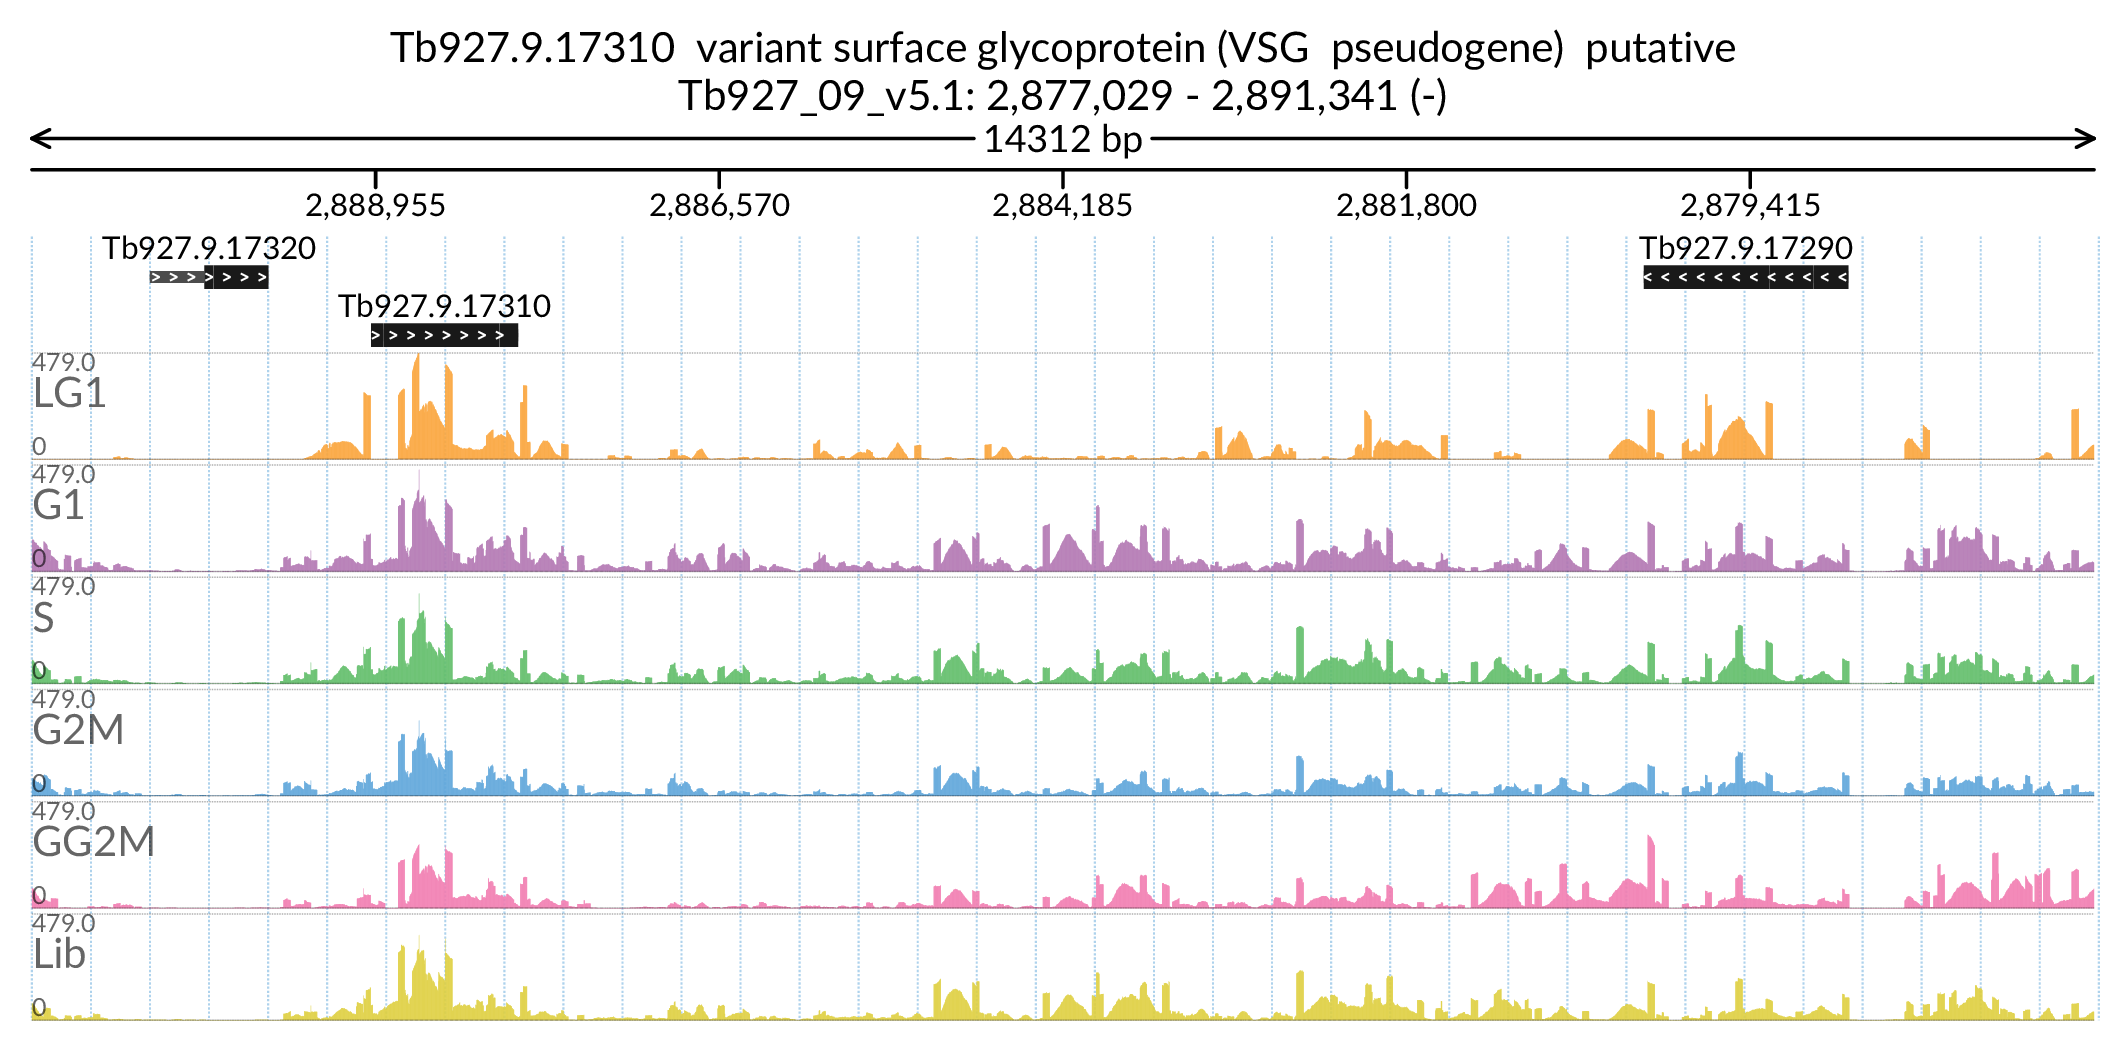 Tb927.9.17310  variant surface glycoprotein (VSG  pseudogene)  putative
Tb927_09_v5.1: 2,877,029 - 2,891,341 (-)
14312 bp
2,888,955 2,886,570 2,884,185 2,881,800 2,879,415
Tb927.9.17320 Tb927.9.17290
Tb927.9.17310
479.0
LG1
0
479.0
G1
0
479.0
S
0
479.0
G2M
0
479.0
GG2M
0
479.0
Lib
0